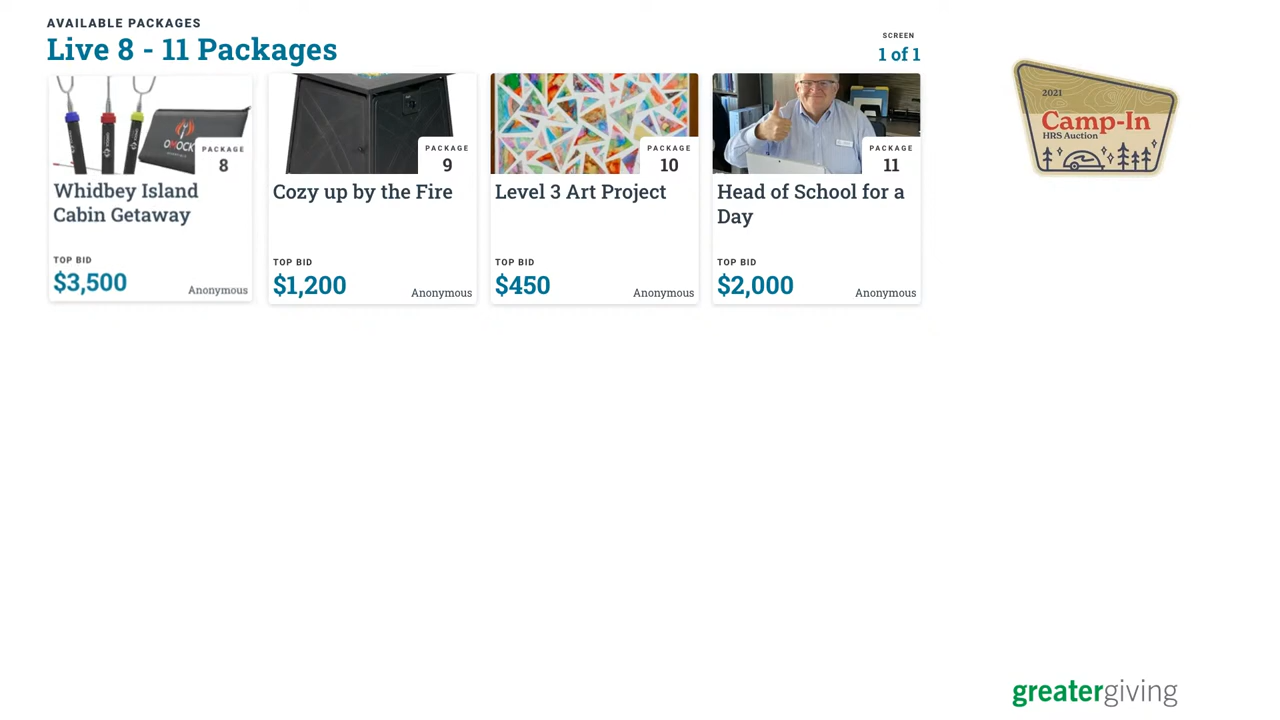 AVAILABLE PACKAGES
Live 8 - 11 Packages
SCREEN
1 of 1
PACKAGE
8
Whidbey Island
Cabin Getaway
TOP BID
$3,500
Anonymous
PACKAGE
9
Cozy up by the Fire
TOP BID
$1,200
Anonymous
PACKAGE
10
Level 3 Art Project
TOP BID
$450
Anonymous
PACKAGE
11
Head of School for a
Day
TOP BID
$2,000
Anonymous
2021
Camp-In
HRS Auction
greatergiving